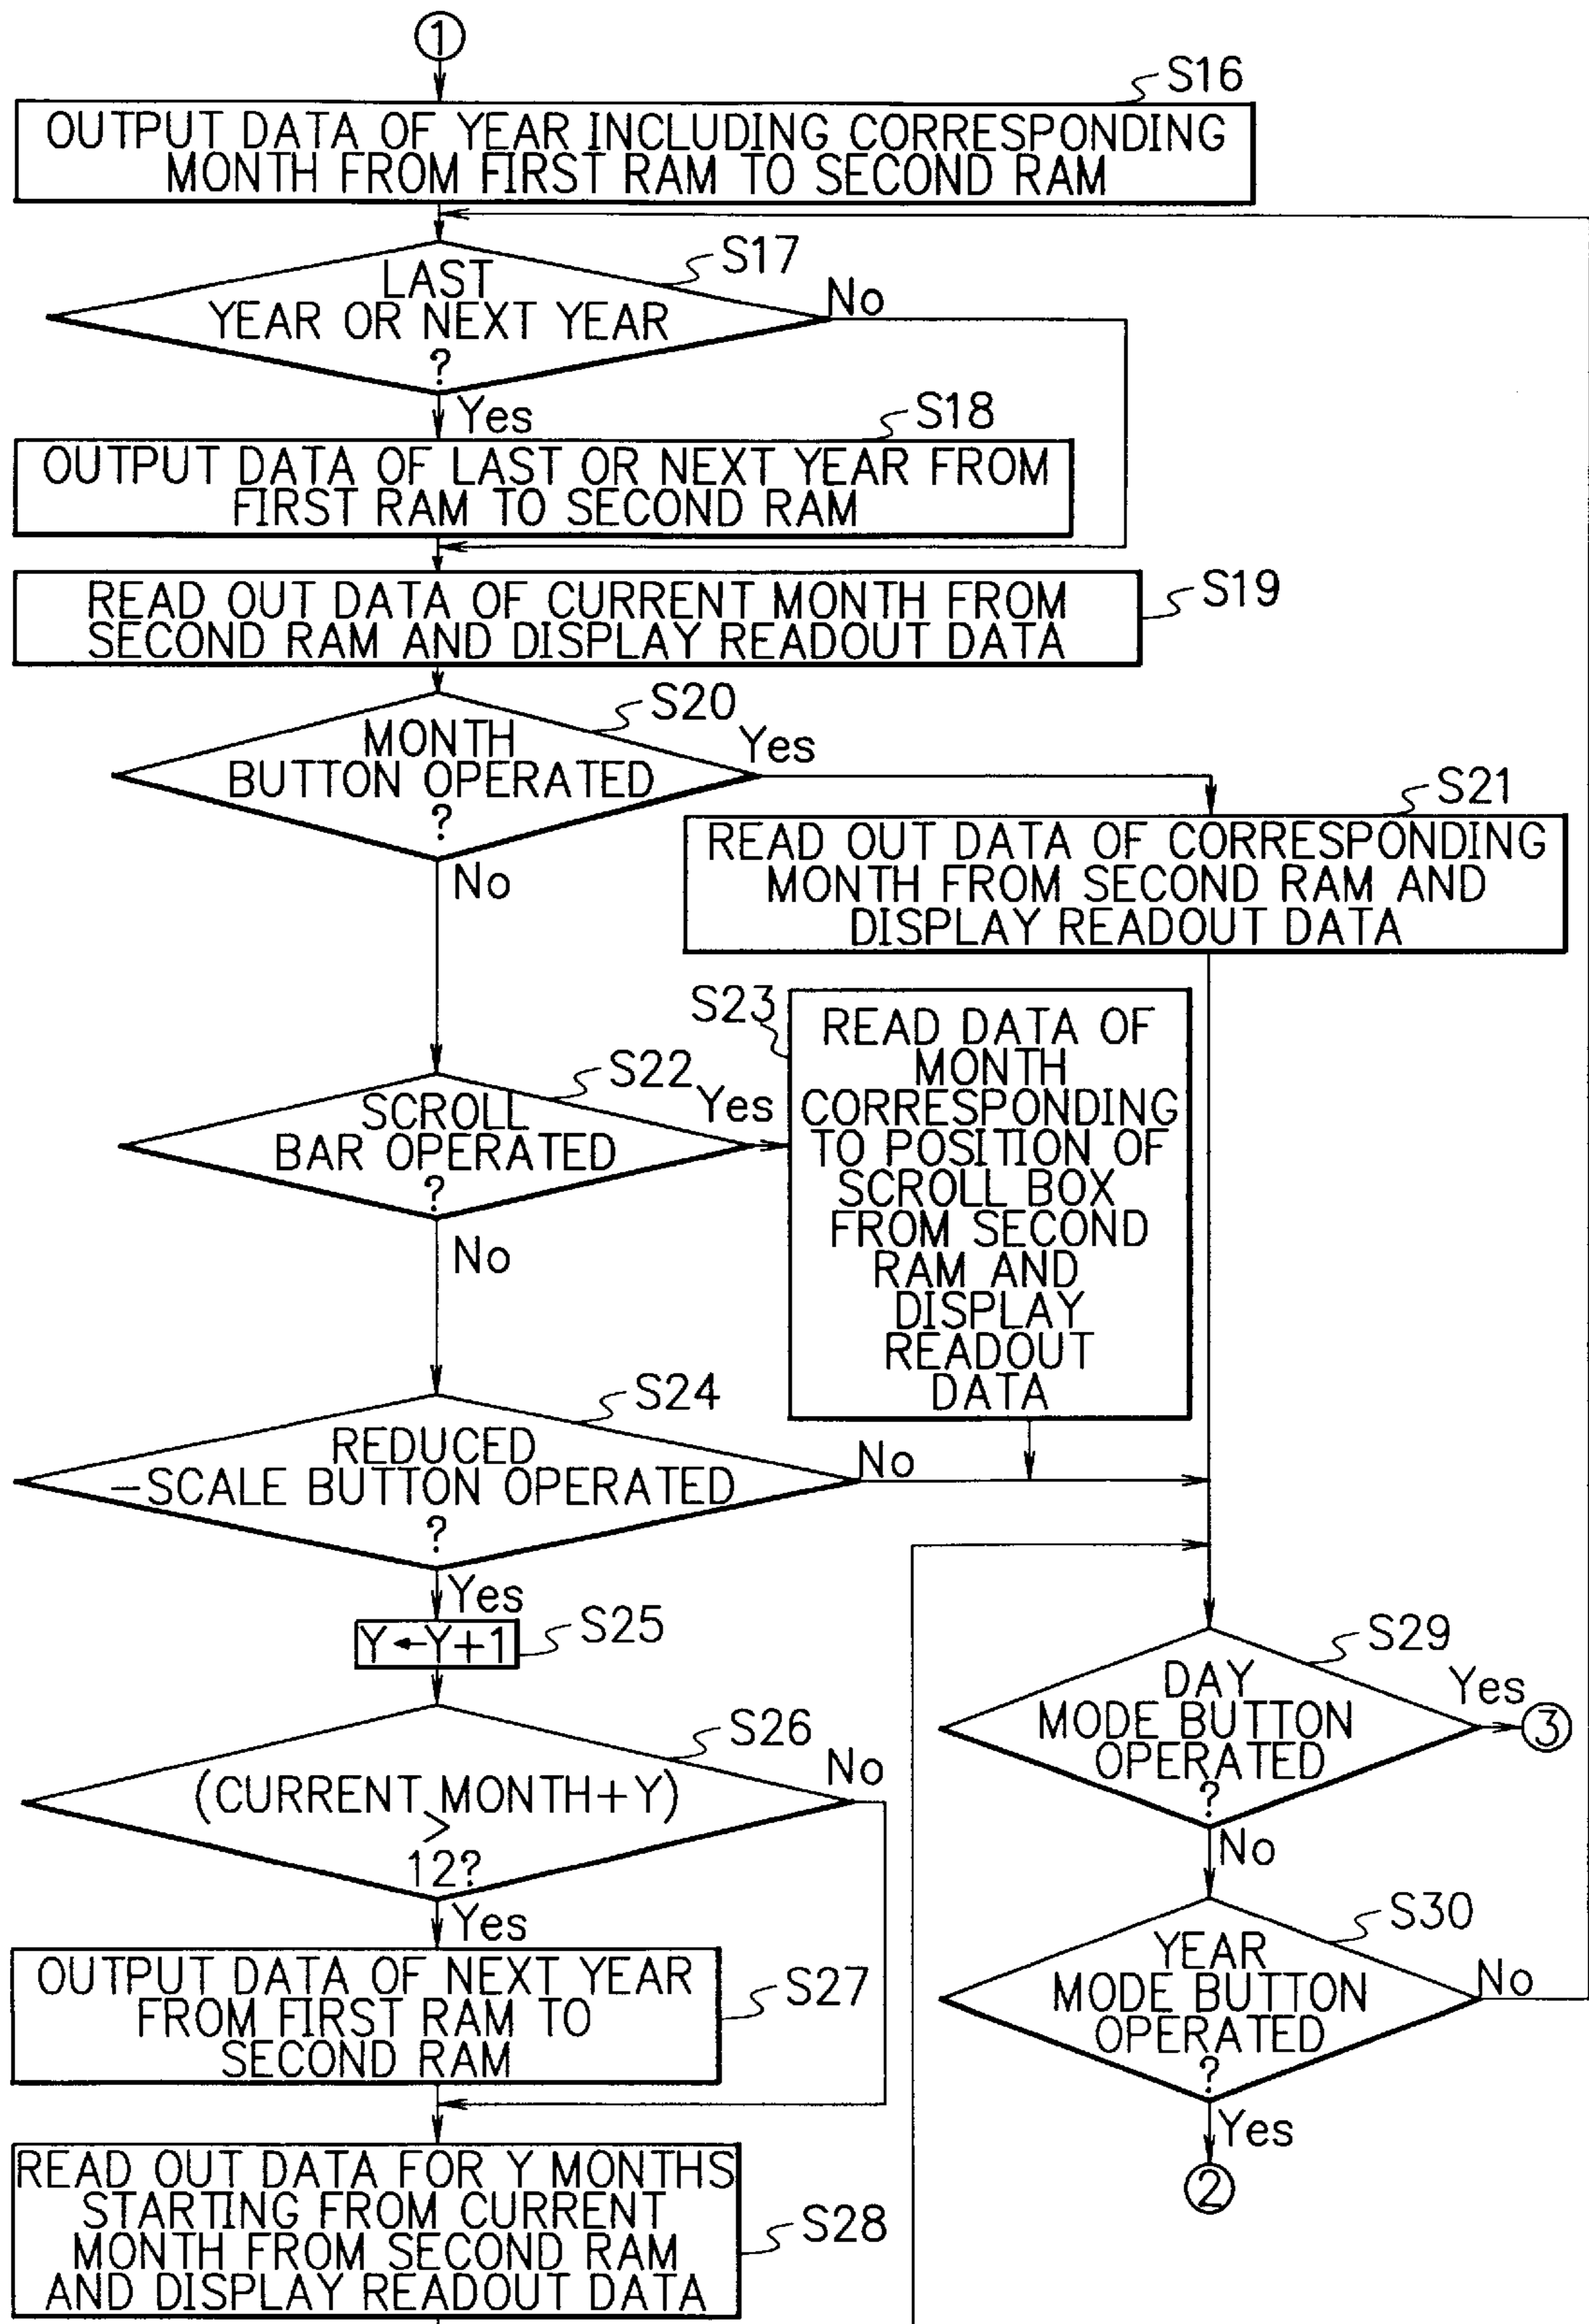 1
S16
OUTPUT DATA OF YEAR INCLUDING CORRESPONDING
MONTH FROM FIRST RAM TO SECOND RAM
S17
LAST
YEAR OR NEXT YEAR
?
No
Yes
S18
OUTPUT DATA OF LAST OR NEXT YEAR FROM
FIRST RAM TO SECOND RAM
S19
READ OUT DATA OF CURRENT MONTH FROM
SECOND RAM AND DISPLAY READOUT DATA
S20
MONTH
BUTTON OPERATED
?
Yes
No
S21
READ OUT DATA OF CORRESPONDING
MONTH FROM SECOND RAM AND
DISPLAY READOUT DATA
S22
SCROLL
BAR OPERATED
?
Yes
No
S23
READ DATA OF
MONTH
CORRESPONDING
TO POSITION OF
SCROLL BOX
FROM SECOND
RAM AND
DISPLAY
READOUT
DATA
S24
REDUCED
-SCALE BUTTON OPERATED
?
No
Yes
S25
Y←Y+1
S26
(CURRENT MONTH+Y)
>
12?
No
Yes
S27
OUTPUT DATA OF NEXT YEAR
FROM FIRST RAM TO
SECOND RAM
S28
READ OUT DATA FOR Y MONTHS
STARTING FROM CURRENT
MONTH FROM SECOND RAM
AND DISPLAY READOUT DATA
S29
DAY
MODE BUTTON
OPERATED
?
Yes
3
No
S30
YEAR
MODE BUTTON
OPERATED
?
No
Yes
2